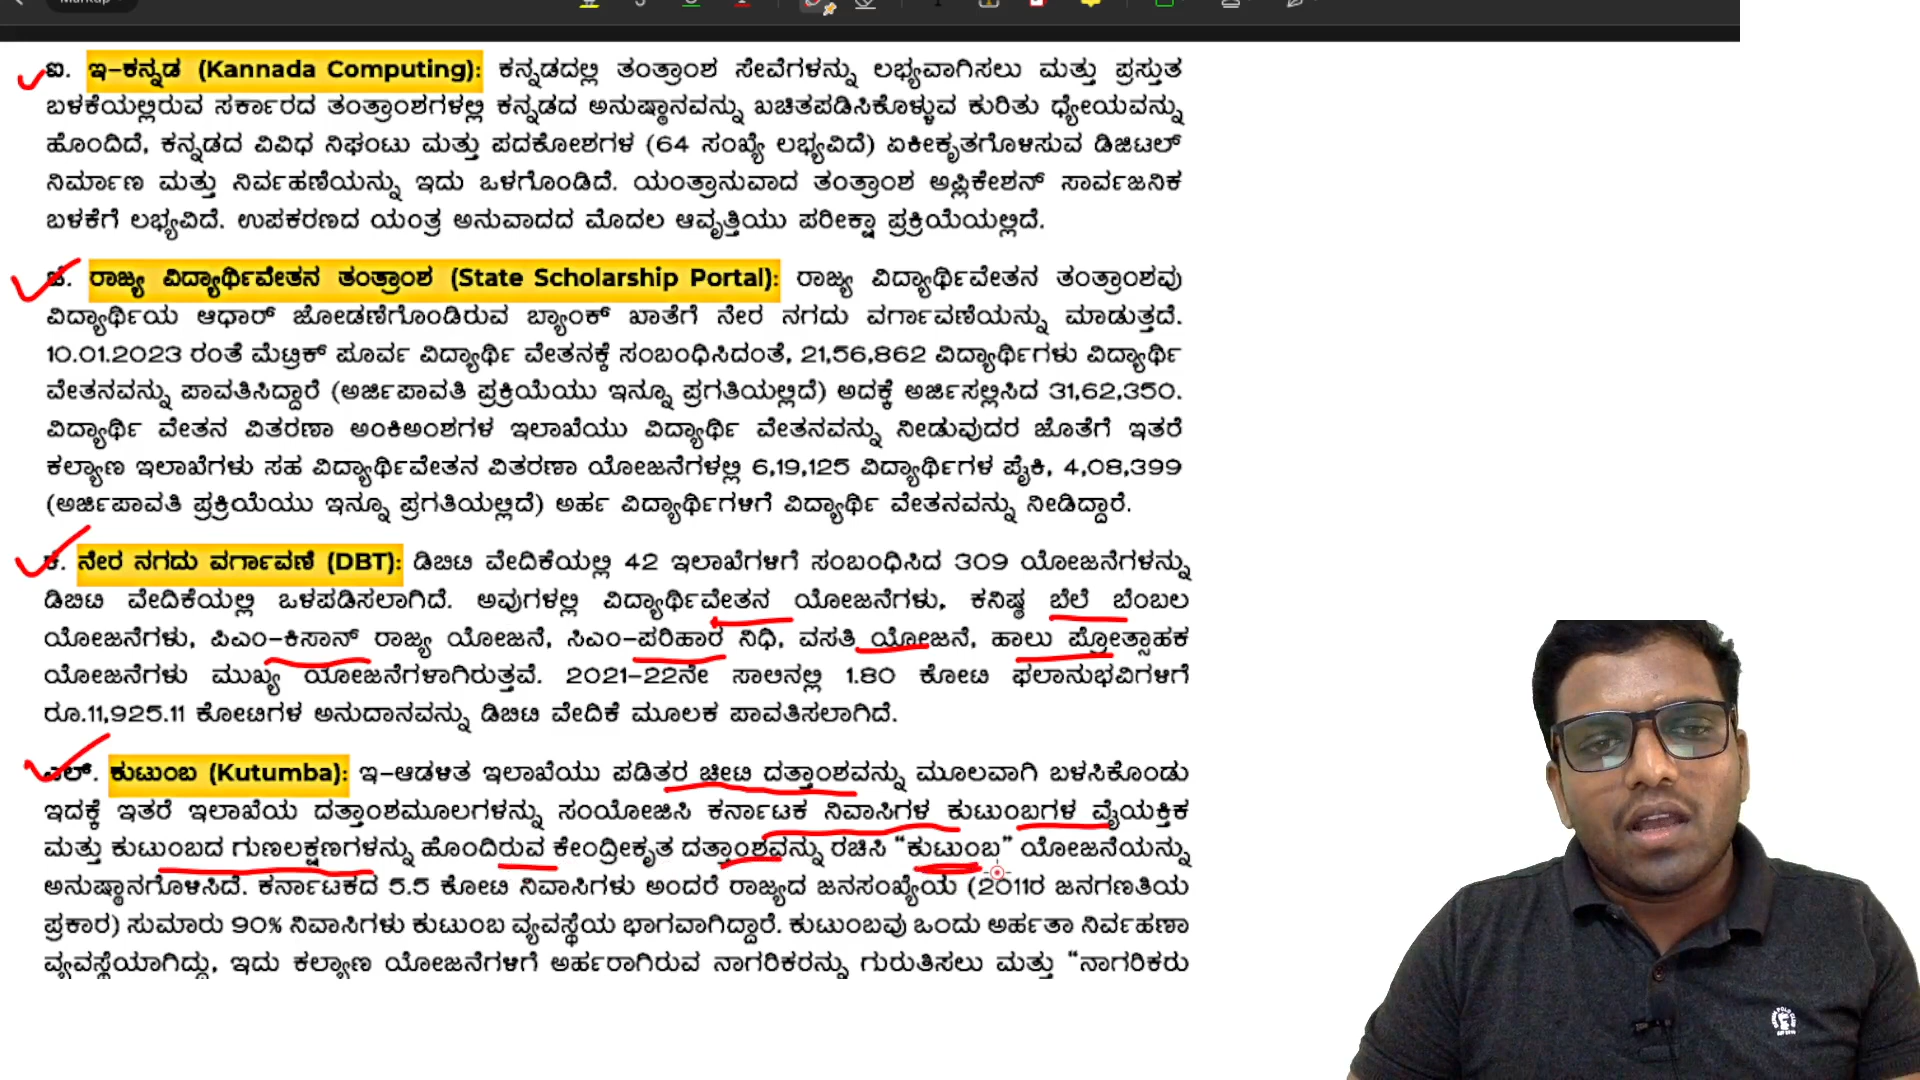 ಐ. ಇ-ಕನ್ನಡ (Kannada Computing): ಕನ್ನಡದಲ್ಲಿ ತಂತ್ರಾಂಶ ಸೇವೆಗಳನ್ನು ಲಭ್ಯವಾಗಿಸಲು ಮತ್ತು ಪ್ರಸ್ತುತ
ಬಳಕೆಯಲ್ಲಿರುವ ಸರ್ಕಾರದ ತಂತ್ರಾಂಶಗಳಲ್ಲಿ ಕನ್ನಡದ ಅನುಷ್ಠಾನವನ್ನು ಖಚಿತಪಡಿಸಿಕೊಳ್ಳುವ ಕುರಿತು ಧ್ಯೇಯವನ್ನು
ಹೊಂದಿದೆ, ಕನ್ನಡದ ವಿವಿಧ ನಿಘಂಟು ಮತ್ತು ಪದಕೋಶಗಳ (64 ಸಂಖ್ಯೆ ಲಭ್ಯವಿದೆ) ಏಕೀಕೃತಗೊಳಿಸುವ ಡಿಜಿಟಲ್
ನಿರ್ಮಾಣ ಮತ್ತು ನಿರ್ವಹಣೆಯನ್ನು ಇದು ಒಳಗೊಂಡಿದೆ. ಯಂತ್ರಾನುವಾದ ತಂತ್ರಾಂಶ ಅಪ್ಲಿಕೇಶನ್ ಸಾರ್ವಜನಿಕ
ಬಳಕೆಗೆ ಲಭ್ಯವಿದೆ. ಉಪಕರಣದ ಯಂತ್ರ ಅನುವಾದದ ಮೊದಲ ಆವೃತ್ತಿಯು ಪರೀಕ್ಷಾ ಪ್ರಕ್ರಿಯೆಯಲ್ಲಿದೆ.
ಜೆ. ರಾಜ್ಯ ವಿದ್ಯಾರ್ಥಿವೇತನ ತಂತ್ರಾಂಶ (State Scholarship Portal): ರಾಜ್ಯ ವಿದ್ಯಾರ್ಥಿವೇತನ ತಂತ್ರಾಂಶವು
ವಿದ್ಯಾರ್ಥಿಯ ಆಧಾರ್ ಜೋಡಣೆಗೊಂಡಿರುವ ಬ್ಯಾಂಕ್ ಖಾತೆಗೆ ನೇರ ನಗದು ವರ್ಗಾವಣೆಯನ್ನು ಮಾಡುತ್ತದೆ.
10.01.2023 ರಂತೆ ಮೆಟ್ರಿಕ್ ಪೂರ್ವ ವಿದ್ಯಾರ್ಥಿ ವೇತನಕ್ಕೆ ಸಂಬಂಧಿಸಿದಂತೆ, 21,56,862 ವಿದ್ಯಾರ್ಥಿಗಳು ವಿದ್ಯಾರ್ಥಿ
ವೇತನವನ್ನು ಪಾವತಿಸಿದ್ದಾರೆ (ಅರ್ಜಿಪಾವತಿ ಪ್ರಕ್ರಿಯೆಯು ಇನ್ನೂ ಪ್ರಗತಿಯಲ್ಲಿದೆ) ಅದಕ್ಕೆ ಅರ್ಜಿಸಲ್ಲಿಸಿದ 31,62,350.
ವಿದ್ಯಾರ್ಥಿ ವೇತನ ವಿತರಣಾ ಅಂಕಿಅಂಶಗಳ ಇಲಾಖೆಯು ವಿದ್ಯಾರ್ಥಿ ವೇತನವನ್ನು ನೀಡುವುದರ ಜೊತೆಗೆ ಇತರೆ
ಕಲ್ಯಾಣ ಇಲಾಖೆಗಳು ಸಹ ವಿದ್ಯಾರ್ಥಿವೇತನ ವಿತರಣಾ ಯೋಜನೆಗಳಲ್ಲಿ 6,19,125 ವಿದ್ಯಾರ್ಥಿಗಳ ಪೈಕಿ, 4,08,399
(ಅರ್ಜಿಪಾವತಿ ಪ್ರಕ್ರಿಯೆಯು ಇನ್ನೂ ಪ್ರಗತಿಯಲ್ಲಿದೆ) ಅರ್ಹ ವಿದ್ಯಾರ್ಥಿಗಳಿಗೆ ವಿದ್ಯಾರ್ಥಿ ವೇತನವನ್ನು ನೀಡಿದ್ದಾರೆ.
ಕೆ. ನೇರ ನಗದು ವರ್ಗಾವಣೆ (DBT): ಡಿಬಿಟಿ ವೇದಿಕೆಯಲ್ಲಿ 42 ಇಲಾಖೆಗಳಿಗೆ ಸಂಬಂಧಿಸಿದ 309 ಯೋಜನೆಗಳನ್ನು
ಡಿಬಿಟಿ ವೇದಿಕೆಯಲ್ಲಿ ಒಳಪಡಿಸಲಾಗಿದೆ. ಅವುಗಳಲ್ಲಿ ವಿದ್ಯಾರ್ಥಿವೇತನ ಯೋಜನೆಗಳು, ಕನಿಷ್ಠ ಬೆಲೆ ಬೆಂಬಲ
ಯೋಜನೆಗಳು, ಪಿಎಂ-ಕಿಸಾನ್ ರಾಜ್ಯ ಯೋಜನೆ, ಸಿಎಂ-ಪರಿಹಾರ ನಿಧಿ, ವಸತಿ ಯೋಜನೆ, ಹಾಲು ಪ್ರೋತ್ಸಾಹಕ
ಯೋಜನೆಗಳು ಮುಖ್ಯ ಯೋಜನೆಗಳಾಗಿರುತ್ತವೆ. 2021-22ನೇ ಸಾಲಿನಲ್ಲಿ 1.80 ಕೋಟಿ ಫಲಾನುಭವಿಗಳಿಗೆ
ರೂ.11,925.11 ಕೋಟಿಗಳ ಅನುದಾನವನ್ನು ಡಿಬಿಟಿ ವೇದಿಕೆ ಮೂಲಕ ಪಾವತಿಸಲಾಗಿದೆ.
ಎಲ್. ಕುಟುಂಬ (Kutumba): ಇ-ಆಡಳಿತ ಇಲಾಖೆಯು ಪಡಿತರ ಚೀಟಿ ದತ್ತಾಂಶವನ್ನು ಮೂಲವಾಗಿ ಬಳಸಿಕೊಂಡು
ಇದಕ್ಕೆ ಇತರೆ ಇಲಾಖೆಯ ದತ್ತಾಂಶಮೂಲಗಳನ್ನು ಸಂಯೋಜಿಸಿ ಕರ್ನಾಟಕ ನಿವಾಸಿಗಳ ಕುಟುಂಬಗಳ ವೈಯಕ್ತಿಕ
ಮತ್ತು ಕುಟುಂಬದ ಗುಣಲಕ್ಷಣಗಳನ್ನು ಹೊಂದಿರುವ ಕೇಂದ್ರೀಕೃತ ದತ್ತಾಂಶವನ್ನು ರಚಿಸಿ “ಕುಟುಂಬ” ಯೋಜನೆಯನ್ನು
ಅನುಷ್ಠಾನಗೊಳಿಸಿದೆ. ಕರ್ನಾಟಕದ 5.5 ಕೋಟಿ ನಿವಾಸಿಗಳು ಅಂದರೆ ರಾಜ್ಯದ ಜನಸಂಖ್ಯೆಯ (2011ರ ಜನಗಣತಿಯ
ಪ್ರಕಾರ) ಸುಮಾರು 90% ನಿವಾಸಿಗಳು ಕುಟುಂಬ ವ್ಯವಸ್ಥೆಯ ಭಾಗವಾಗಿದ್ದಾರೆ. ಕುಟುಂಬವು ಒಂದು ಅರ್ಹತಾ ನಿರ್ವಹಣಾ
ವ್ಯವಸ್ಥೆಯಾಗಿದ್ದು, ಇದು ಕಲ್ಯಾಣ ಯೋಜನೆಗಳಿಗೆ ಅರ್ಹರಾಗಿರುವ ನಾಗರಿಕರನ್ನು ಗುರುತಿಸಲು ಮತ್ತು “ನಾಗರಿಕರು